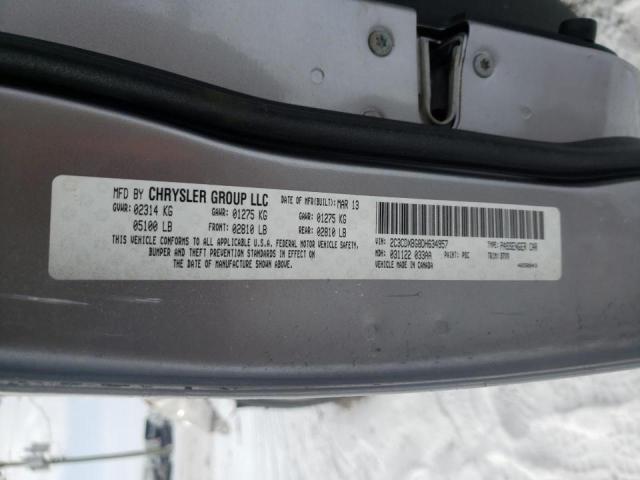 MFD BY CHRYSLER GROUP LLC DATE OF MFR(BUILT): MAR 13
GVWR: 02314 KG GAWR: 01275 KG GAWR: 01275 KG
05100 LB FRONT: 02810 LB REAR: 02810 LB
THIS VEHICLE CONFORMS TO ALL APPLICABLE U.S.A. FEDERAL MOTOR VEHICLE SAFETY,
BUMPER AND THEFT PREVENTION STANDARDS IN EFFECT ON THE
DATE OF MANUFACTURE SHOWN ABOVE.
VIN: 2C3CDXBG8DH634957 TYPE: PASSENGER CAR
MDH: 031122 033AA PAINT: PSC TRIM:
VEHICLE MADE IN CANADA